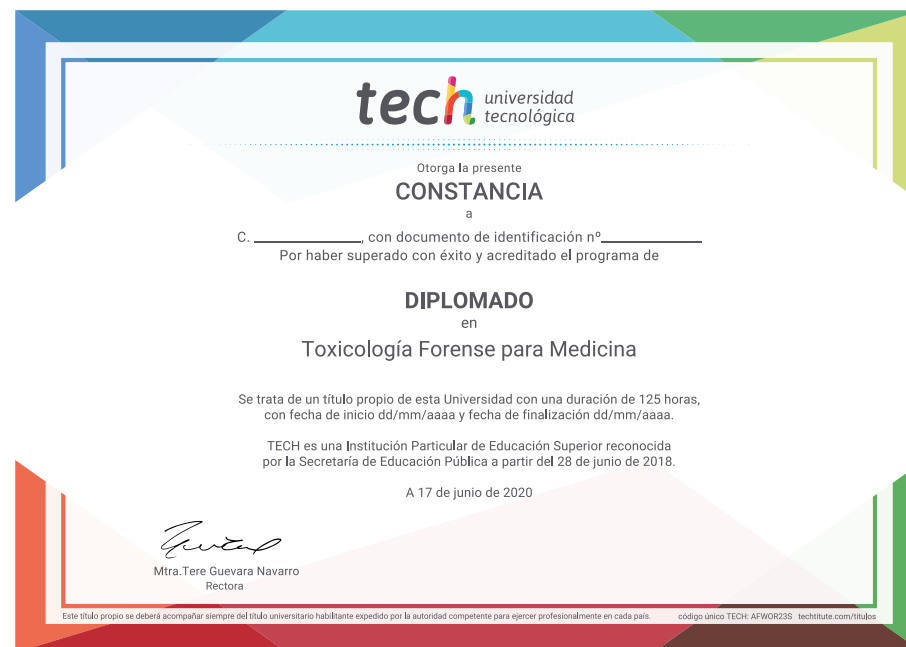 tech universidad
tecnológica
Otorga la presente
CONSTANCIA
a
C. ______________, con documento de identificación nº_____________
Por haber superado con éxito y acreditado el programa de
DIPLOMADO
en
Toxicología Forense para Medicina
Se trata de un título propio de esta Universidad con una duración de 125 horas,
con fecha de inicio dd/mm/aaaa y fecha de finalización dd/mm/aaaa.
TECH es una Institución Particular de Educación Superior reconocida
por la Secretaría de Educación Pública a partir del 28 de junio de 2018.
A 17 de junio de 2020
Mtra.Tere Guevara Navarro
Rectora
Este título propio se deberá acompañar siempre del título universitario habilitante expedido por la autoridad competente para ejercer profesionalmente en cada país. código único TECH: AFWOR23S techtitute.com/titulos